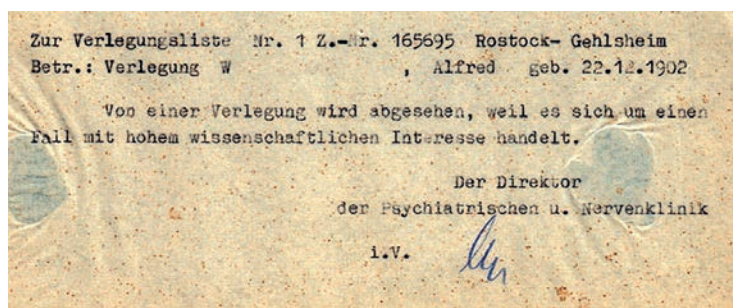 Zur Verlegungsliste Nr. 1 Z.-Nr. 165695 Rostock- Gehlsheim
Betr.: Verlegung W , Alfred geb. 22.12.1902
Von einer Verlegung wird abgesehen, weil es sich um einen
Fall mit hohem wissenschaftlichen Interesse handelt.
Der Direktor
der Psychiatrischen u. Nervenklinik
i.V.